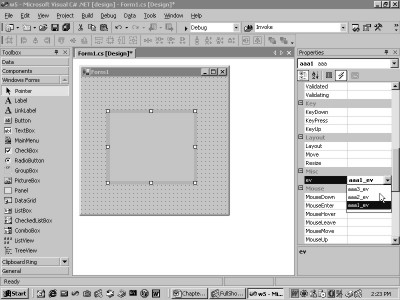 w5 - Microsoft Visual C# .NET [design] - Form1.cs [Design]*
File Edit View Project Build Debug Data Tools Window Help
Debug
Invoke
Toolbox
Data
Components
Windows Forms
Pointer
Label
LinkLabel
Button
TextBox
MainMenu
CheckBox
RadioButton
GroupBox
PictureBox
Panel
DataGrid
ListBox
CheckedListBox
ComboBox
ListView
TreeView
Clipboard Ring
General
Form1.cs [Design]*
Form1
Properties
aaa1 aaa
Validated
Validating
Key
KeyDown
KeyPress
KeyUp
Layout
Layout
Move
Resize
Misc
ev aaa1_ev
aaa3_ev
aaa2_ev
aaa1_ev
Mouse
MouseDown
MouseEnter
MouseHover
MouseLeave
MouseMove
MouseUp
ev
Ready
Start
Chapte...
FullSho...
w5 - Mi...
2:23 PM